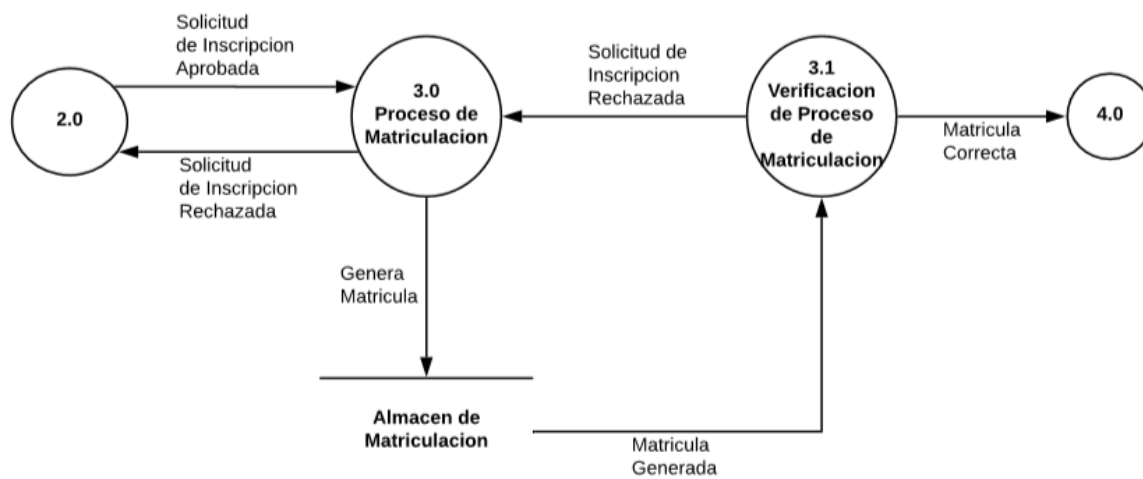 Solicitud
de Inscripcion
Aprobada
2.0
Solicitud
de Inscripcion
Rechazada
3.0
Proceso de
Matriculacion
Solicitud de
Inscripcion
Rechazada
3.1
Verificacion
de Proceso
de
Matriculacion
Matricula
Correcta
4.0
Genera
Matricula
Almacen de
Matriculacion
Matricula
Generada